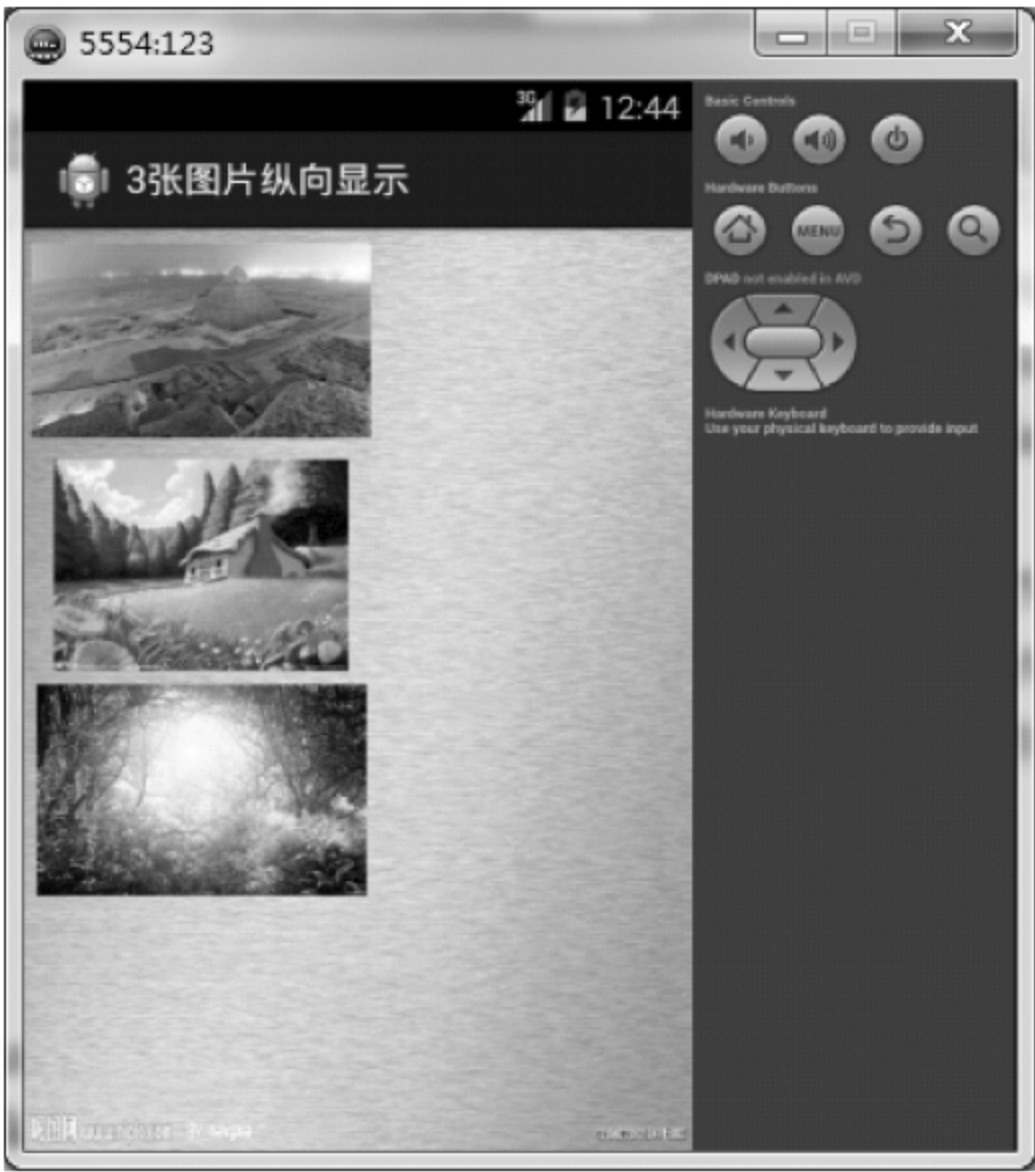 5554:123
3G
12:44
3张图片纵向显示
Basic Controls
Hardware Buttons
MENU
DPAD not enabled in AVD
Hardware Keyboard
Use your physical keyboard to provide input